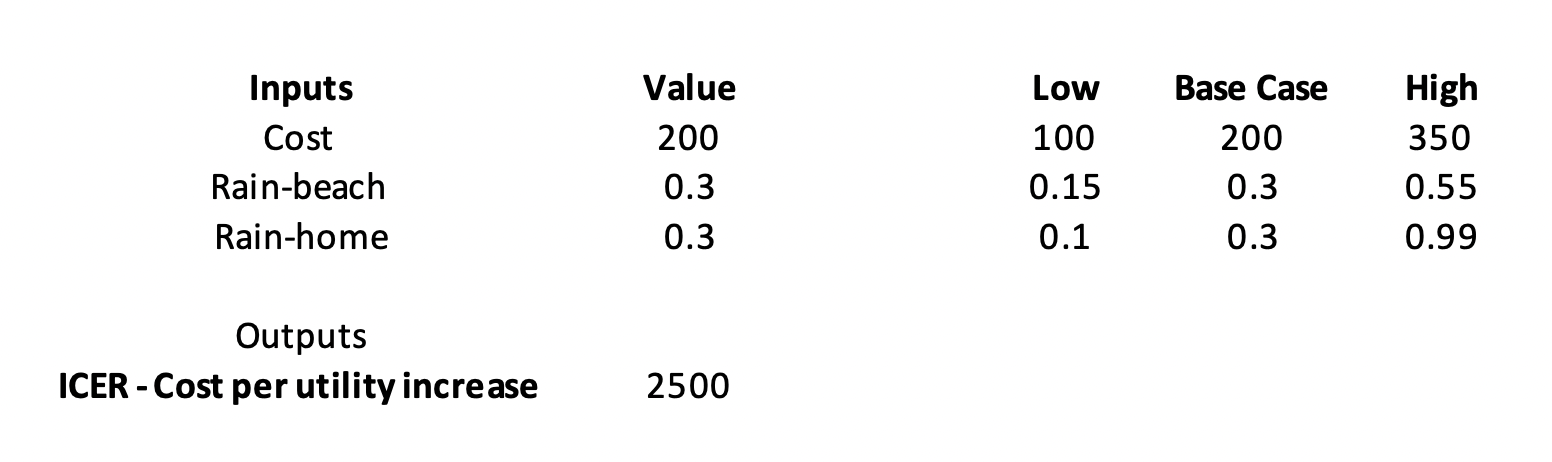 Inputs Value Low Base Case High
Cost 200 100 200 350
Rain-beach 0.3 0.15 0.3 0.55
Rain-home 0.3 0.1 0.3 0.99
Outputs
ICER - Cost per utility increase 2500